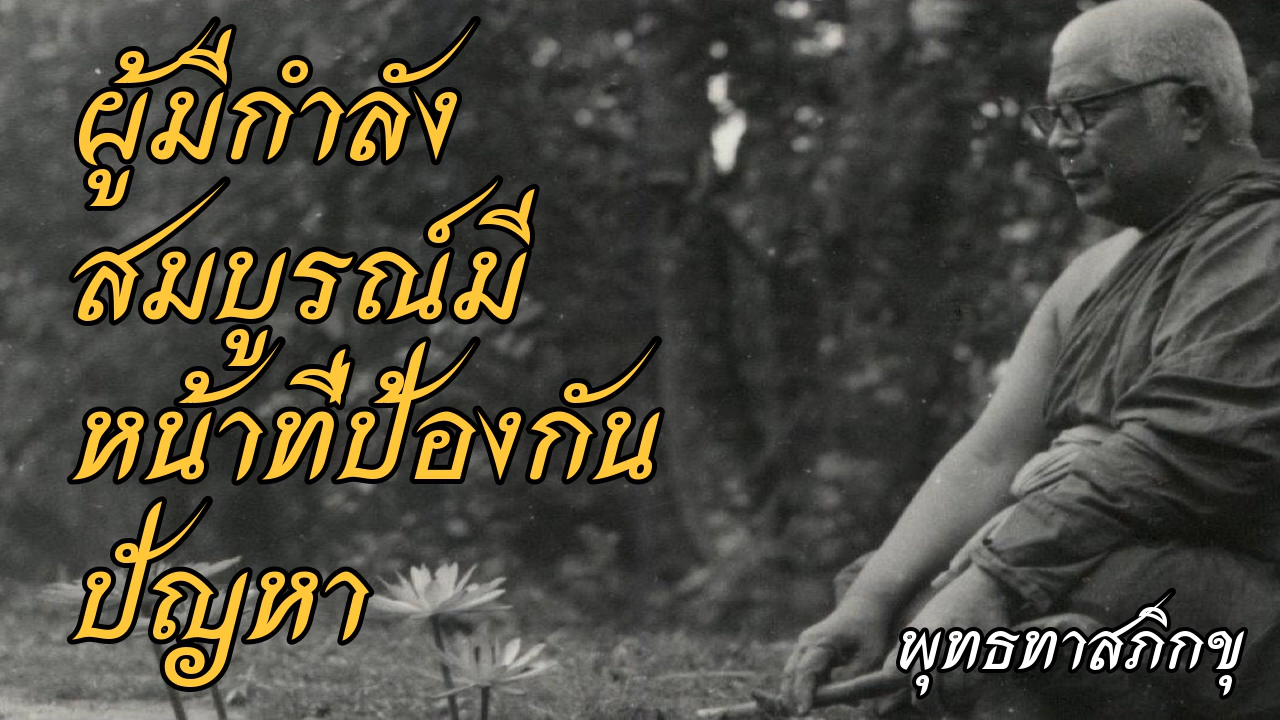 ผู้มีกำลัง
สมบูรณ์มี
หน้าที่ป้องกัน
ปัญหา
พุทธทาสภิกขุ